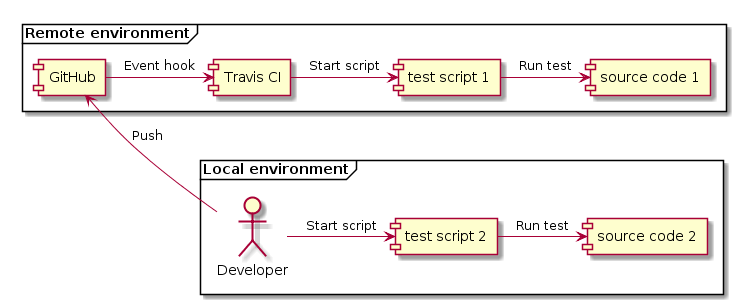 Remote environment
GitHub
Event hook
Travis CI
Start script
test script 1
Run test
source code 1
Push
Local environment
Developer
Start script
test script 2
Run test
source code 2